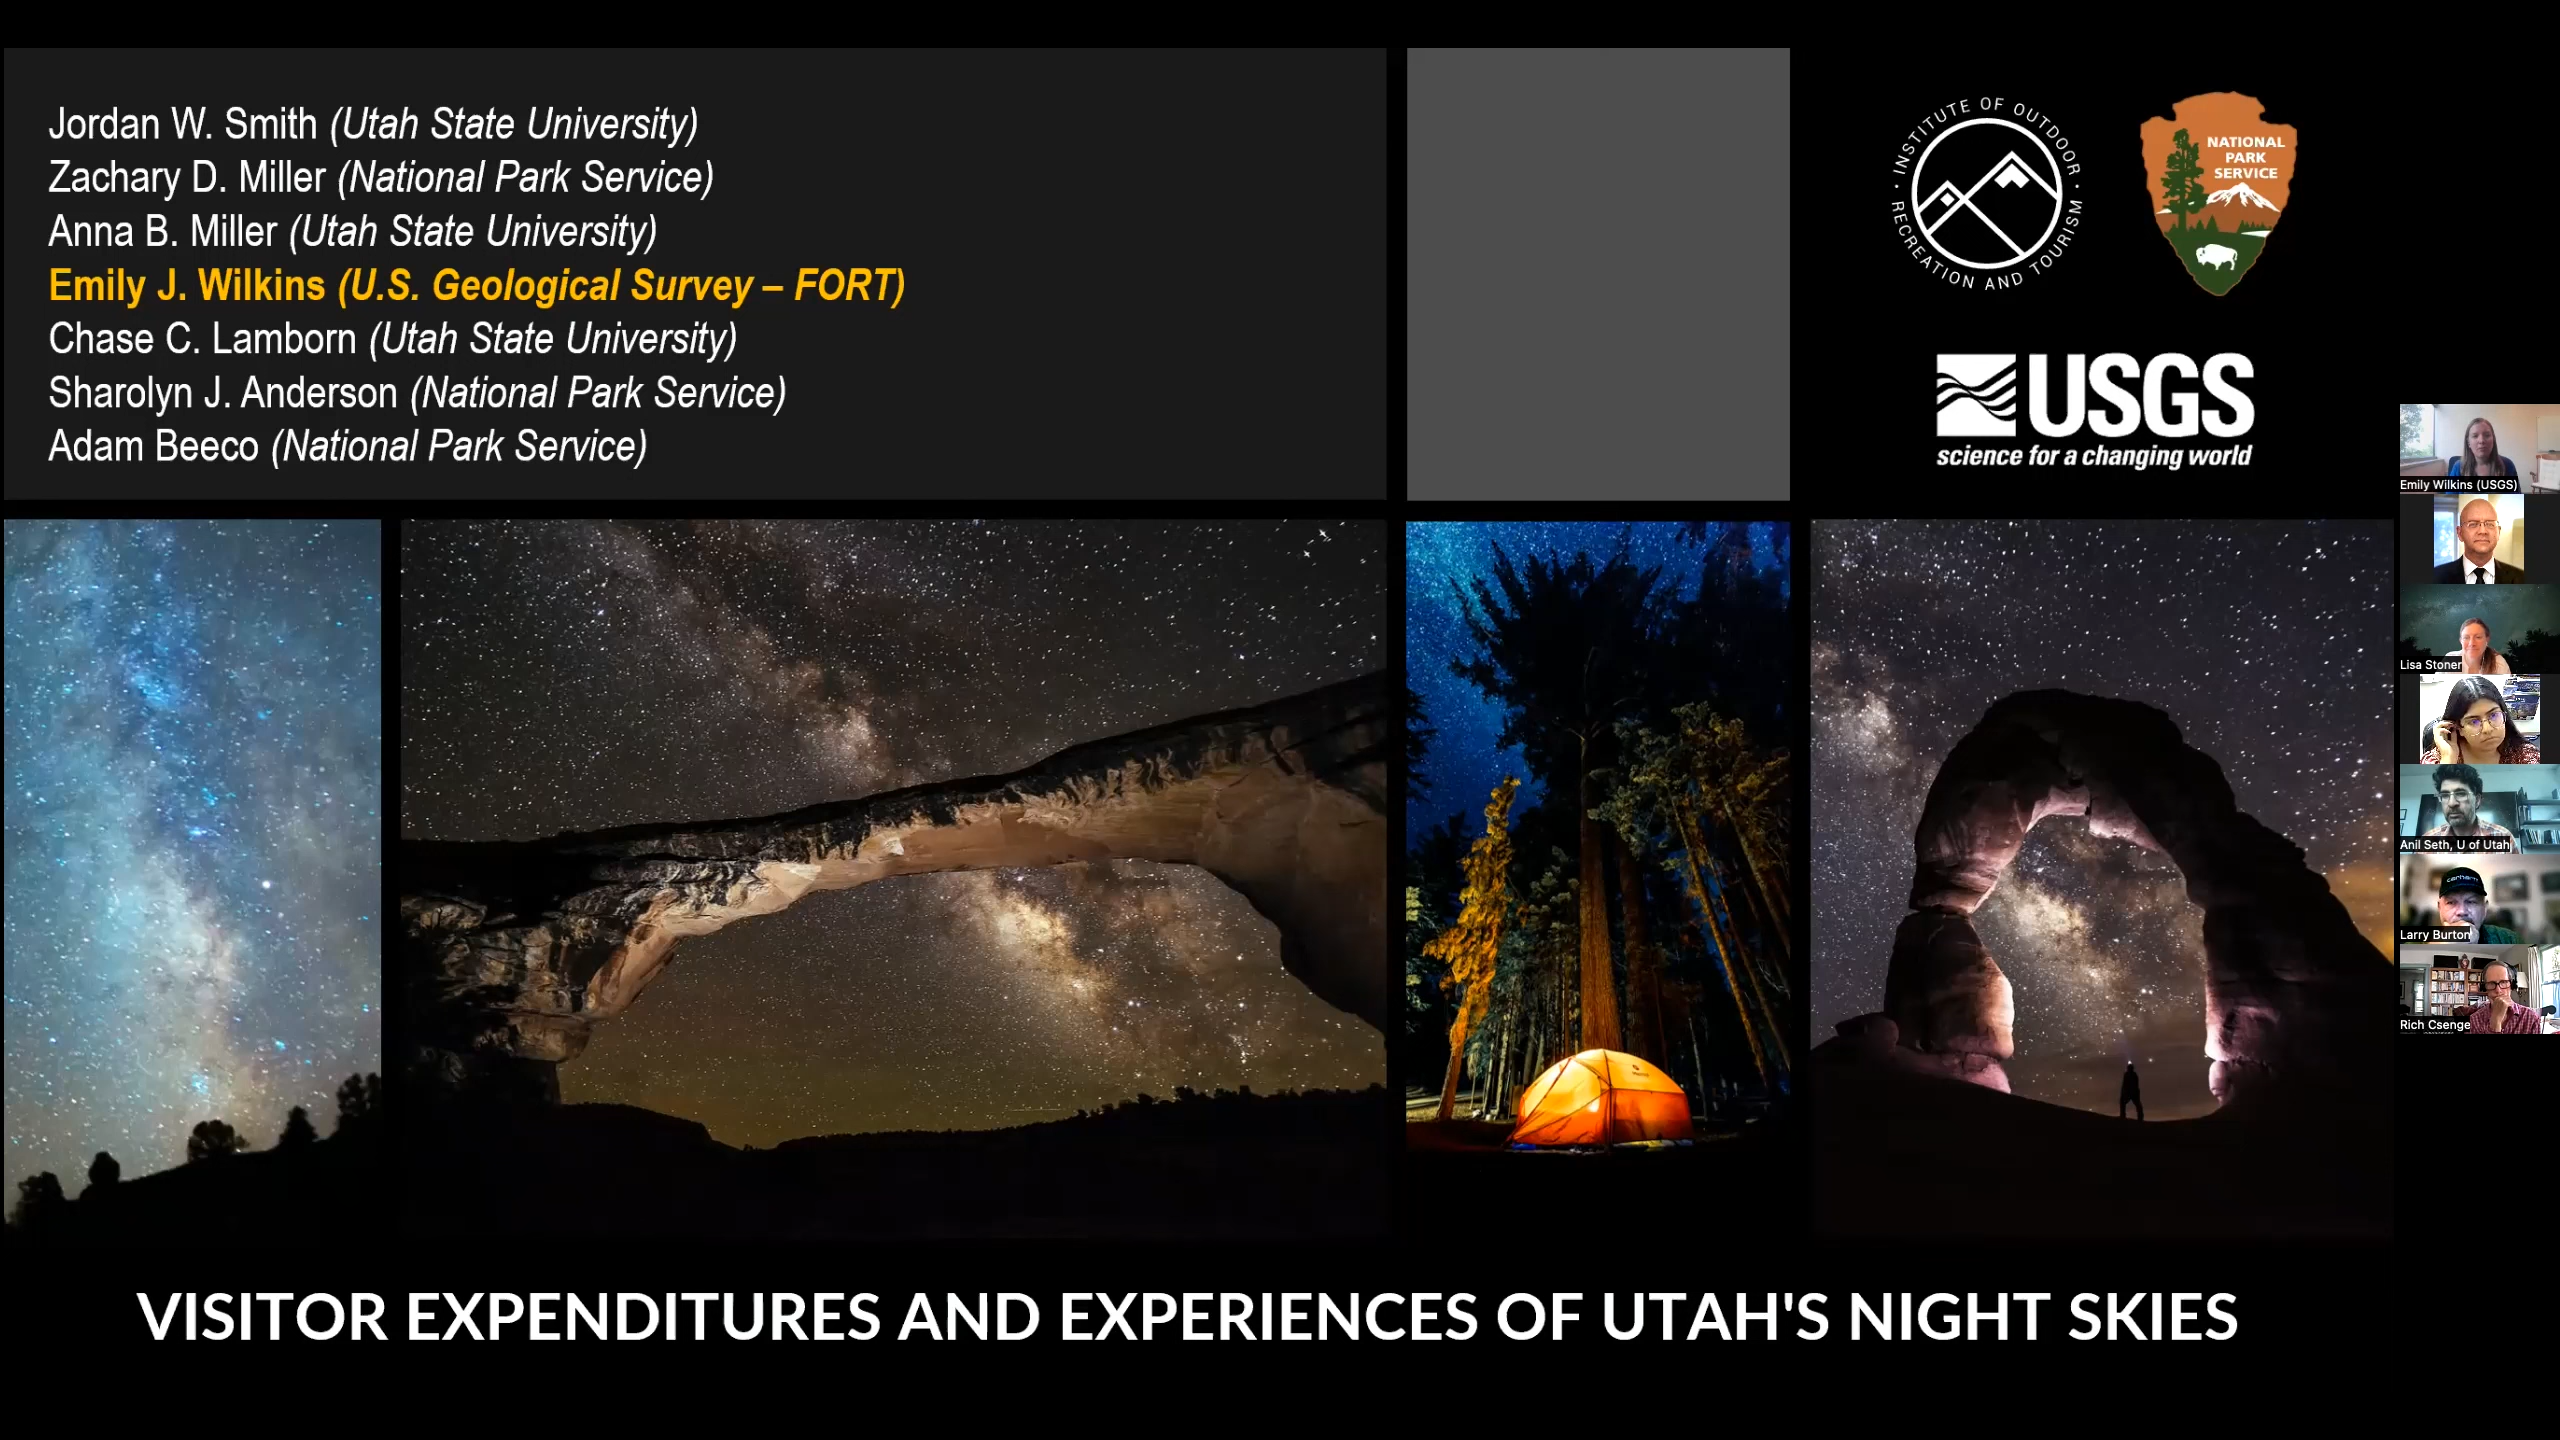 Jordan W. Smith (Utah State University)
Zachary D. Miller (National Park Service)
Anna B. Miller (Utah State University)
Emily J. Wilkins (U.S. Geological Survey – FORT)
Chase C. Lamborn (Utah State University)
Sharolyn J. Anderson (National Park Service)
Adam Beeco (National Park Service)
INSTITUTE OF OUTDOOR
RECREATION AND TOURISM
NATIONAL
PARK
SERVICE
USGS
science for a changing world
Emily Wilkins (USGS)
Lisa Stoner
Anil Seth, U of Utah
carhartt
Larry Burton
Rich Csenge
VISITOR EXPENDITURES AND EXPERIENCES OF UTAH'S NIGHT SKIES